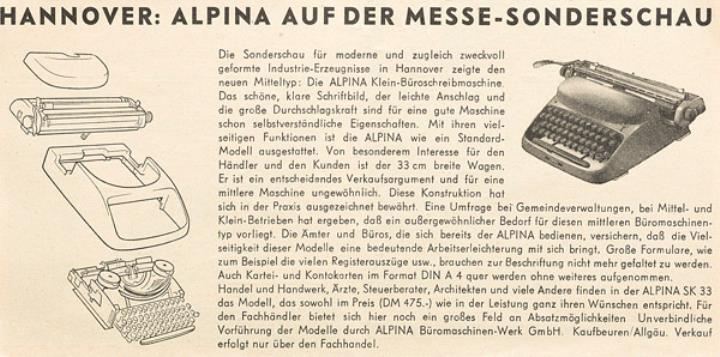 HANNOVER: ALPINA AUF DER MESSE-SONDERSCHAU
Die Sonderschau für moderne und zugleich zweckvoll
geformte Industrie-Erzeugnisse in Hannover zeigte den
neuen Mitteltyp: Die ALPINA Klein-Büroschreibmaschine.
Das schöne, klare Schriftbild, der leichte Anschlag und
die große Durchschlagskraft sind für eine gute Maschine
schon selbstverständliche Eigenschaften. Mit ihren viel-
seitigen Funktionen ist die ALPINA wie ein Standard-
Modell ausgestattet. Von besonderem Interesse für den
Händler und den Kunden ist der 33 cm breite Wagen.
Er ist ein entscheidendes Verkaufsargument und für eine
mittlere Maschine ungewöhnlich. Diese Konstruktion hat
sich in der Praxis ausgezeichnet bewährt. Eine Umfrage bei Gemeindeverwaltungen, bei Mittel- und
Klein-Betrieben hat ergeben, daß ein außergewöhnlicher Bedarf für diesen mittleren Büromaschinen-
typ vorliegt. Die Ämter und Büros, die sich bereits der ALPINA bedienen, versichern, daß die Viel-
seitigkeit dieser Modelle eine bedeutende Arbeitserleichterung mit sich bringt. Große Formulare, wie
zum Beispiel die vielen Registerauszüge usw., brauchen zur Beschriftung nicht mehr gefaltet zu werden.
Auch Kartei- und Kontokarten im Format DIN A 4 quer werden ohne weiteres aufgenommen.
Handel und Handwerk, Ärzte, Steuerberater, Architekten und viele Andere finden in der ALPINA SK 33
das Modell, das sowohl im Preis (DM 475.-) wie in der Leistung ganz ihren Wünschen entspricht. Für
den Fachhändler bietet sich hier noch ein großes Feld an Absatzmöglichkeiten Unverbindliche
Vorführung der Modelle durch ALPINA Büromaschinen-Werk GmbH. Kaufbeuren/Allgäu. Verkauf
erfolgt nur über den Fachhandel.